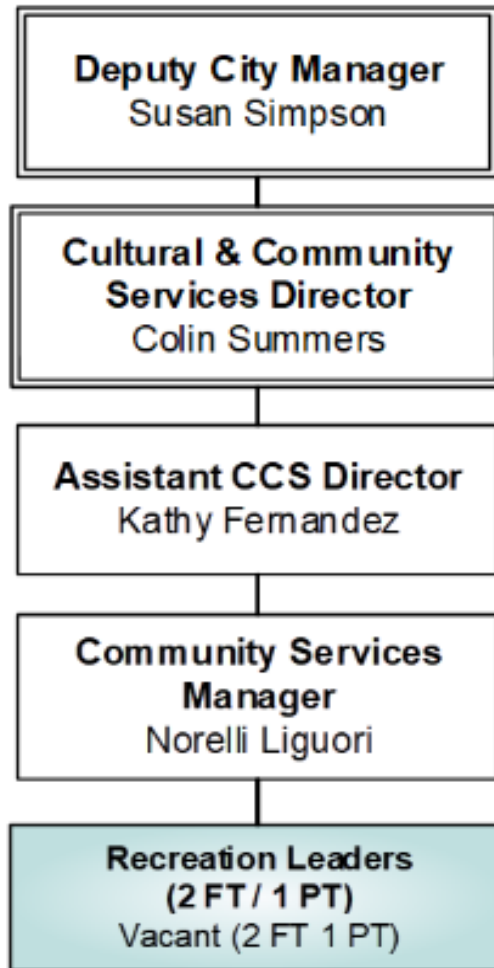 Deputy City Manager
Susan Simpson
Cultural & Community
Services Director
Colin Summers
Assistant CCS Director
Kathy Fernandez
Community Services
Manager
Norelli Liguori
Recreation Leaders
(2 FT / 1 PT)
Vacant (2 FT 1 PT)